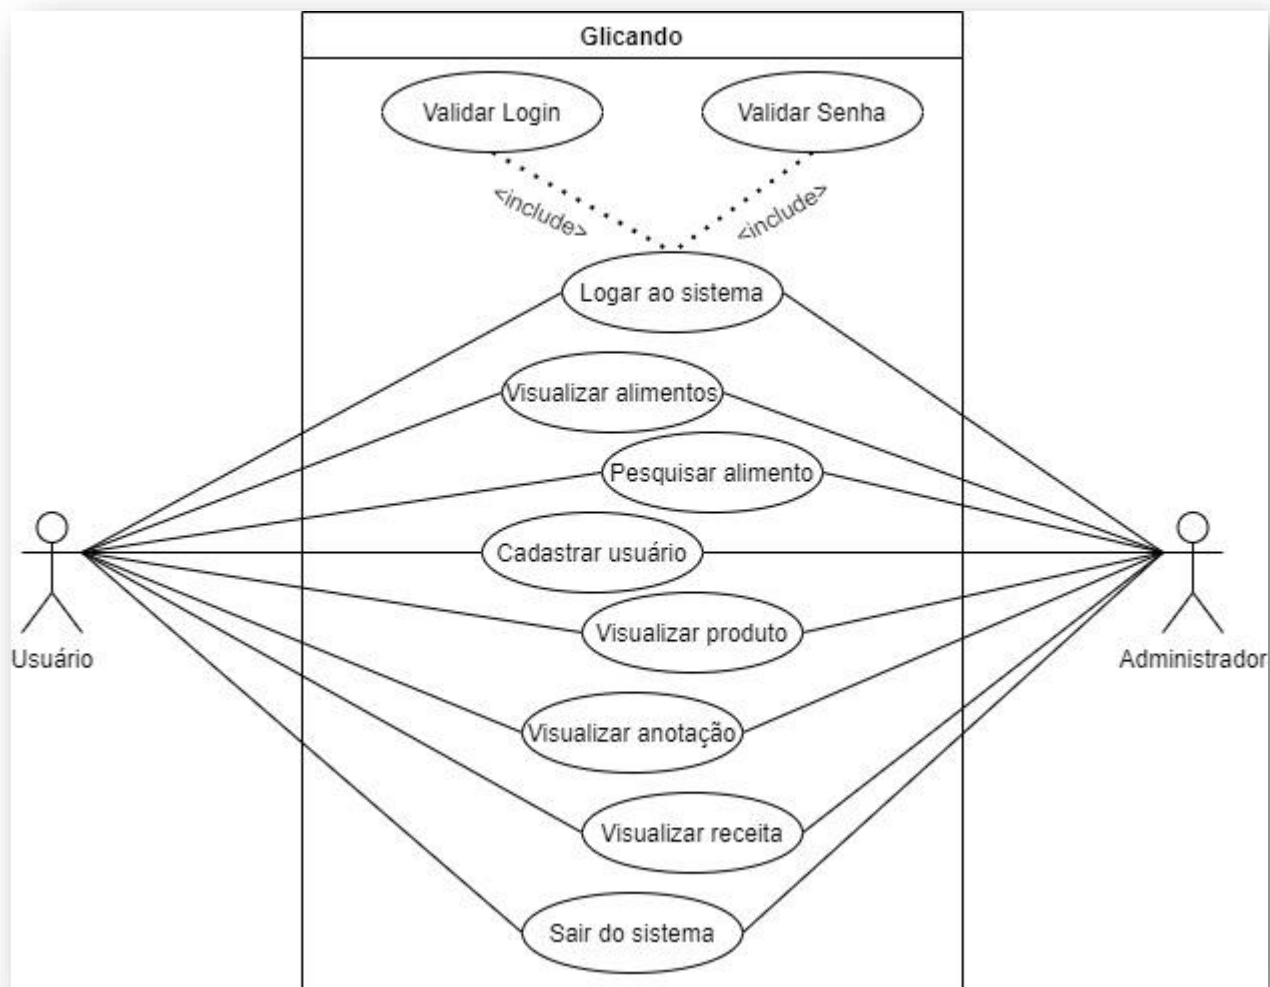 Glicando
Validar Login
Validar Senha
<include>
<include>
Logar ao sistema
Visualizar alimentos
Pesquisar alimento
Cadastrar usuário
Visualizar produto
Usuário
Administrador
Visualizar anotação
Visualizar receita
Sair do sistema